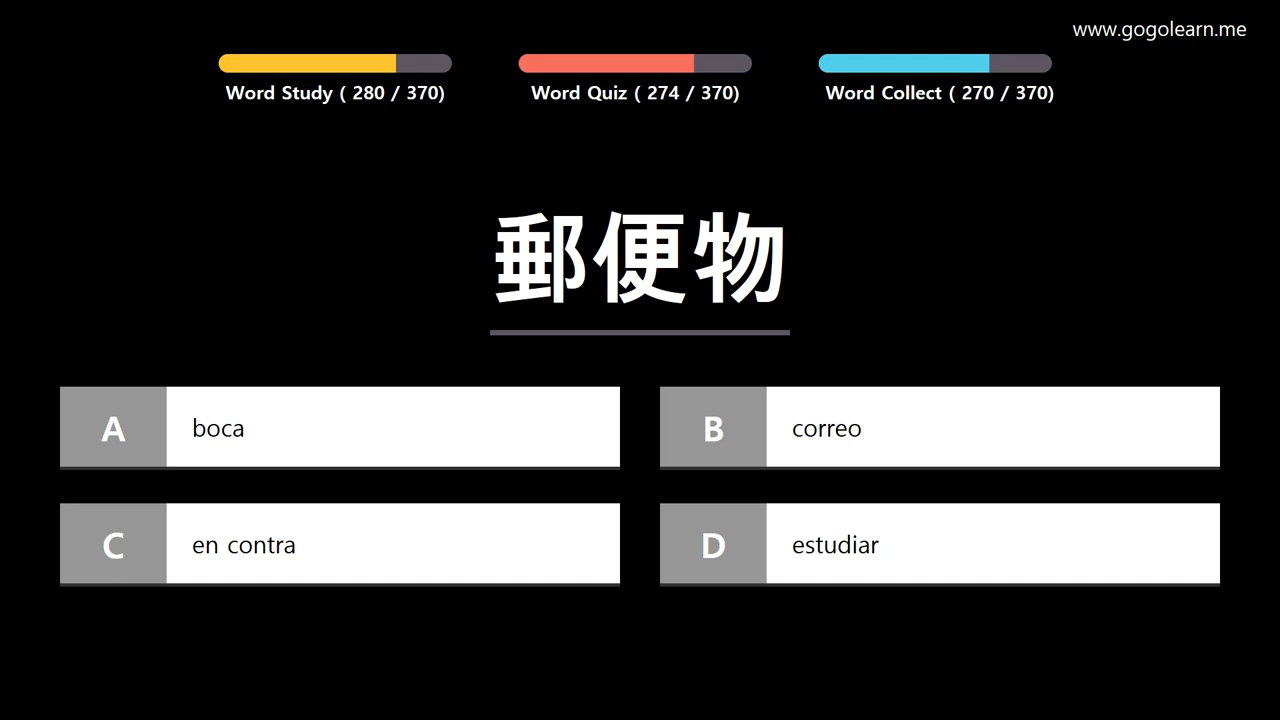 www.gogolearn.me
Word Study ( 280 / 370)
Word Quiz ( 274 / 370)
Word Collect ( 270 / 370)
郵便物
A boca
B correo
C en contra
D estudiar